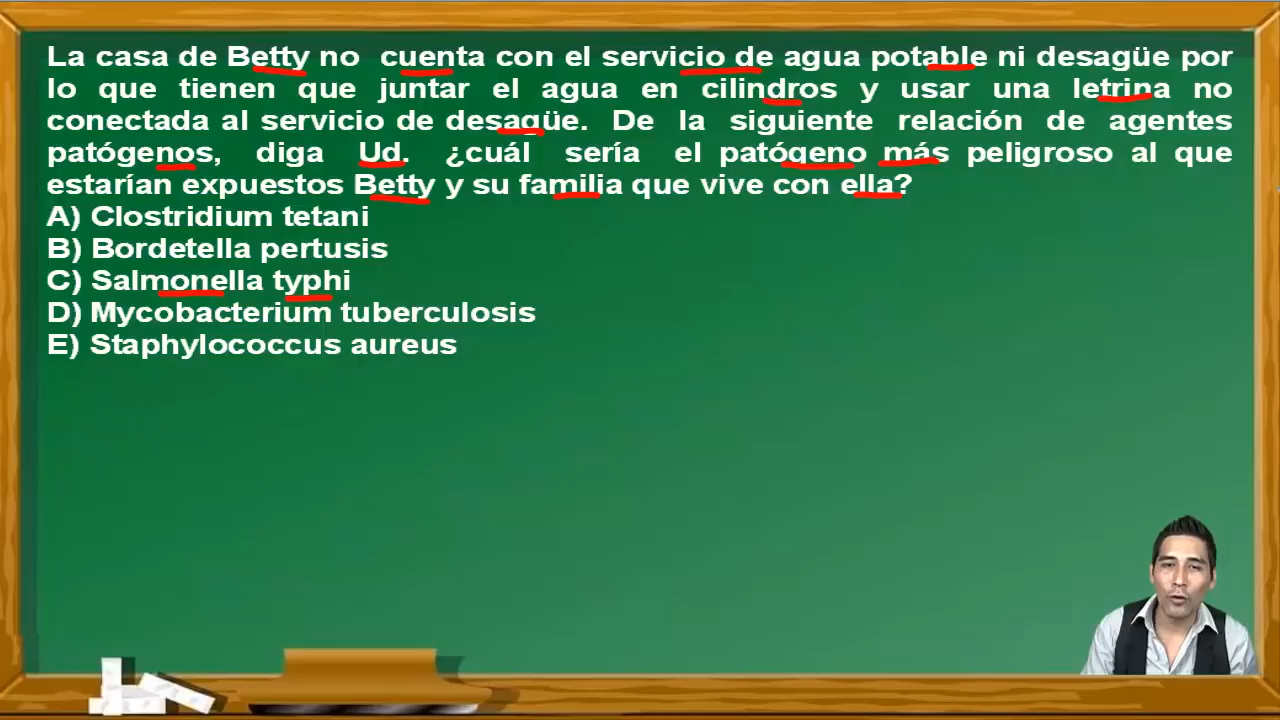 La casa de Betty no cuenta con el servicio de agua potable ni desagüe por
lo que tienen que juntar el agua en cilindros y usar una letrina no
conectada al servicio de desagüe. De la siguiente relación de agentes
patógenos, diga Ud. ¿cuál sería el patógeno más peligroso al que
estarían expuestos Betty y su familia que vive con ella?
A) Clostridium tetani
B) Bordetella pertusis
C) Salmonella typhi
D) Mycobacterium tuberculosis
E) Staphylococcus aureus